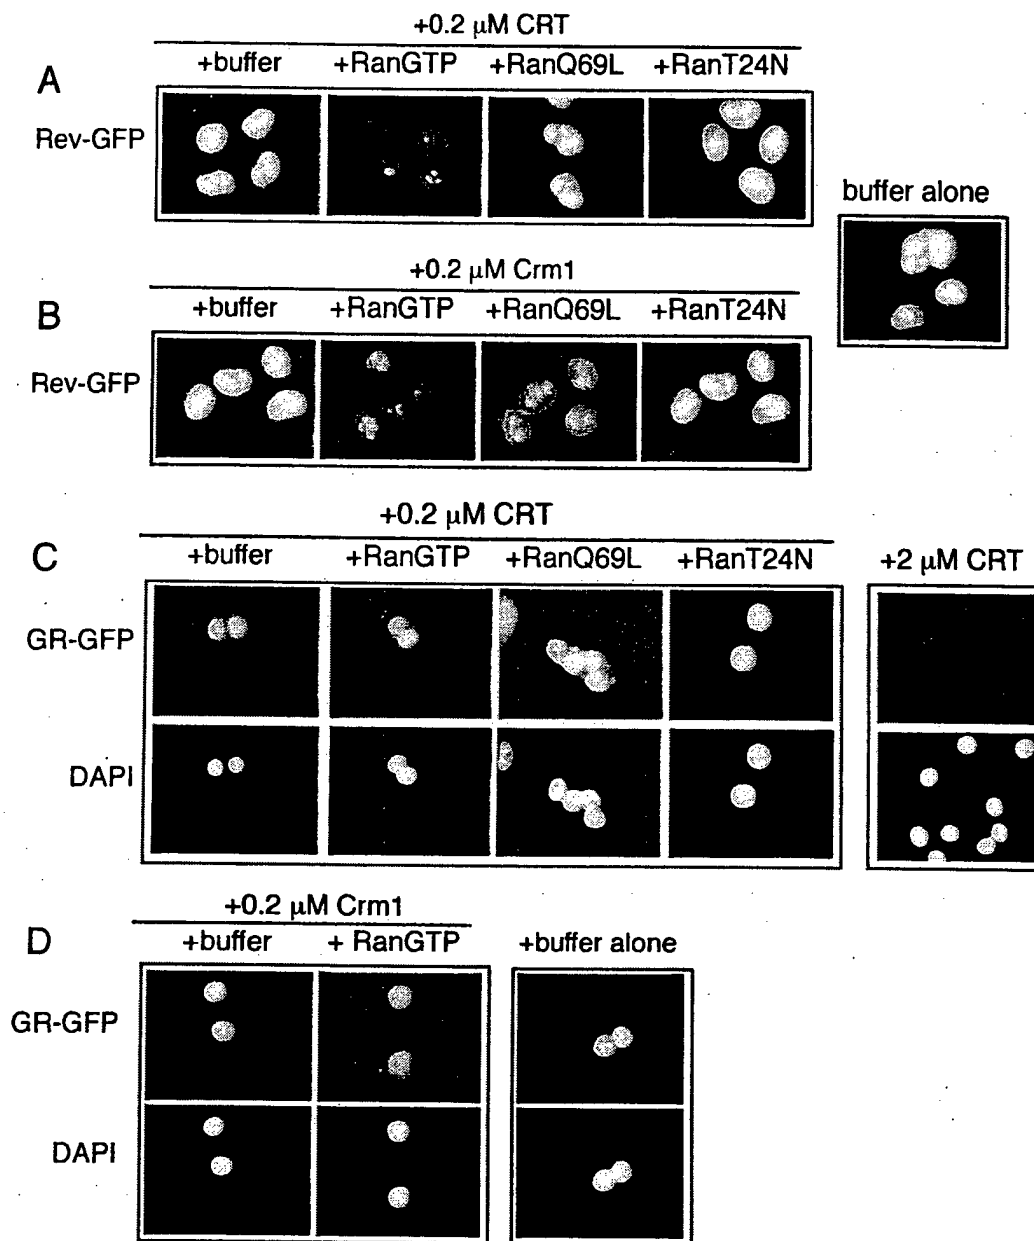 +0.2 µM CRT
A
+buffer +RanGTP +RanQ69L +RanT24N
Rev-GFP
buffer alone
+0.2 µM Crm1
B
+buffer +RanGTP +RanQ69L +RanT24N
Rev-GFP
+0.2 µM CRT
C
+buffer +RanGTP +RanQ69L +RanT24N +2 µM CRT
GR-GFP
DAPI
+0.2 µM Crm1
D
+buffer + RanGTP +buffer alone
GR-GFP
DAPI